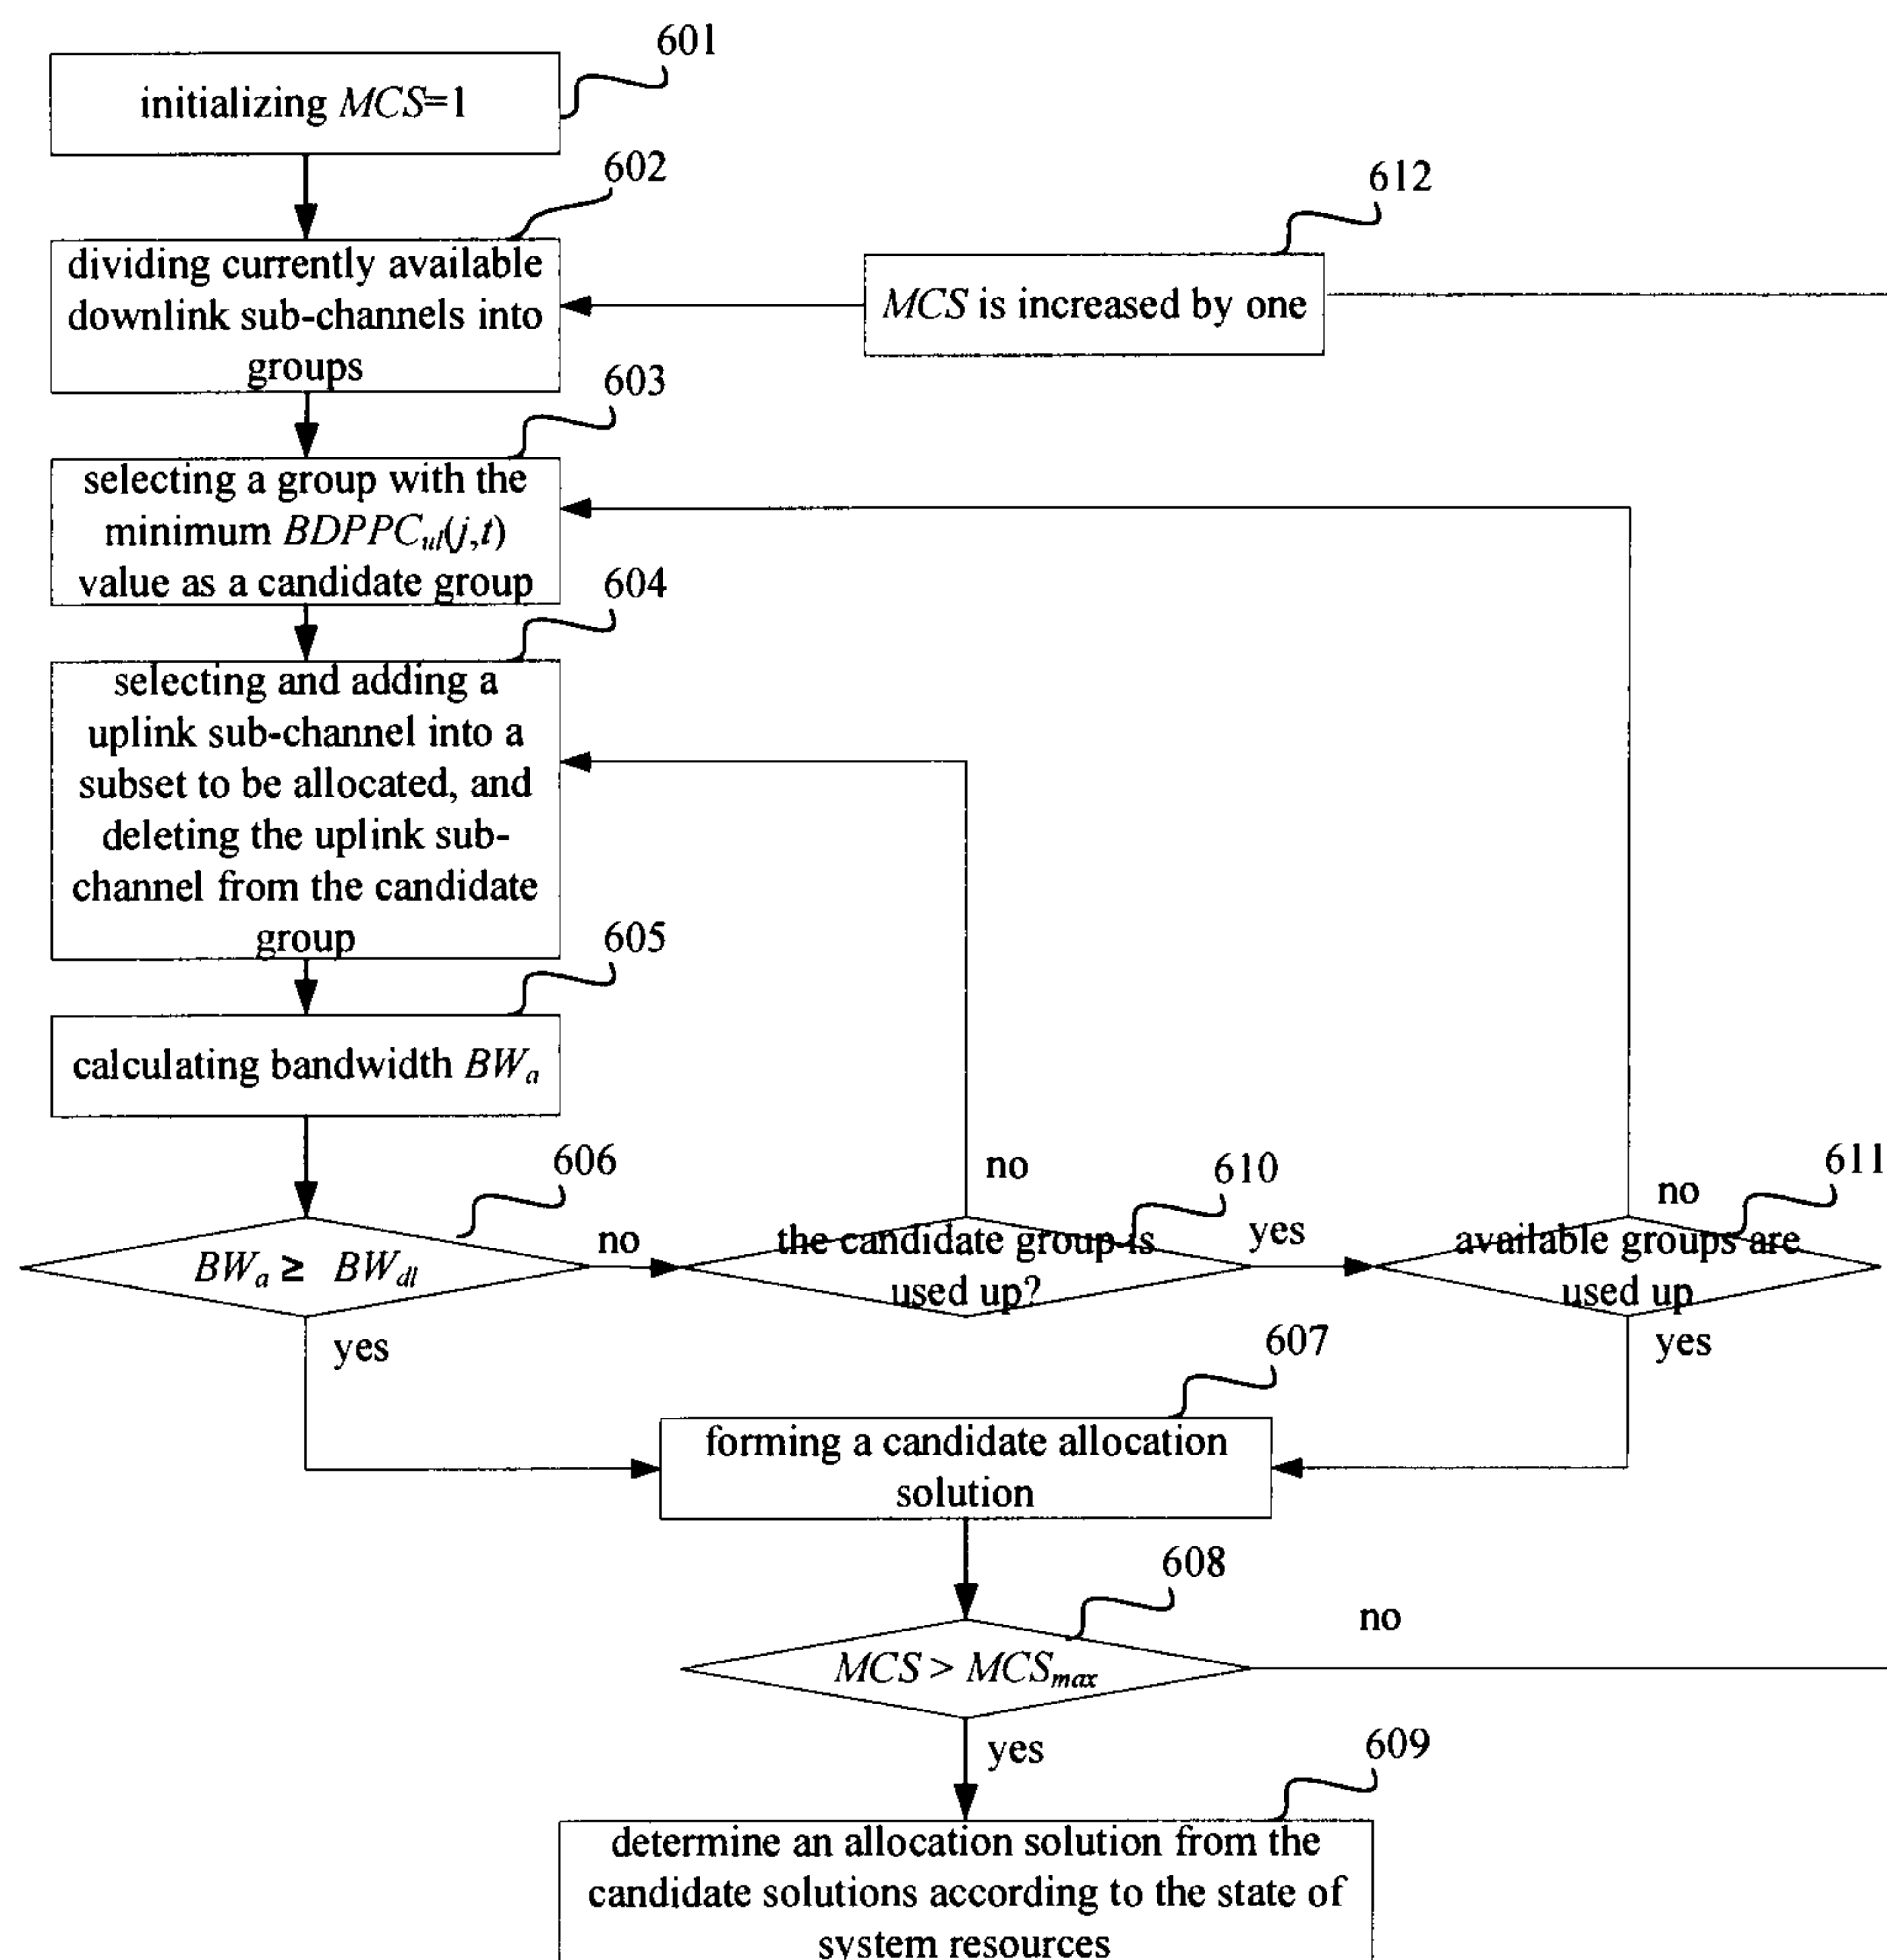 601
initializing MCS=1
602
612
dividing currently available
downlink sub-channels into
groups
MCS is increased by one
603
selecting a group with the
minimum BDPPC_ul(j,t)
value as a candidate group
604
selecting and adding a
uplink sub-channel into a
subset to be allocated, and
deleting the uplink sub-
channel from the candidate
group
605
calculating bandwidth BW_a
606
BW_a ≥ BW_dl
no
610
no
the candidate group is
used up?
yes
611
no
available groups are
used up
yes
yes
607
forming a candidate allocation
solution
608
MCS > MCS_max
no
yes
609
determine an allocation solution from the
candidate solutions according to the state of
system resources